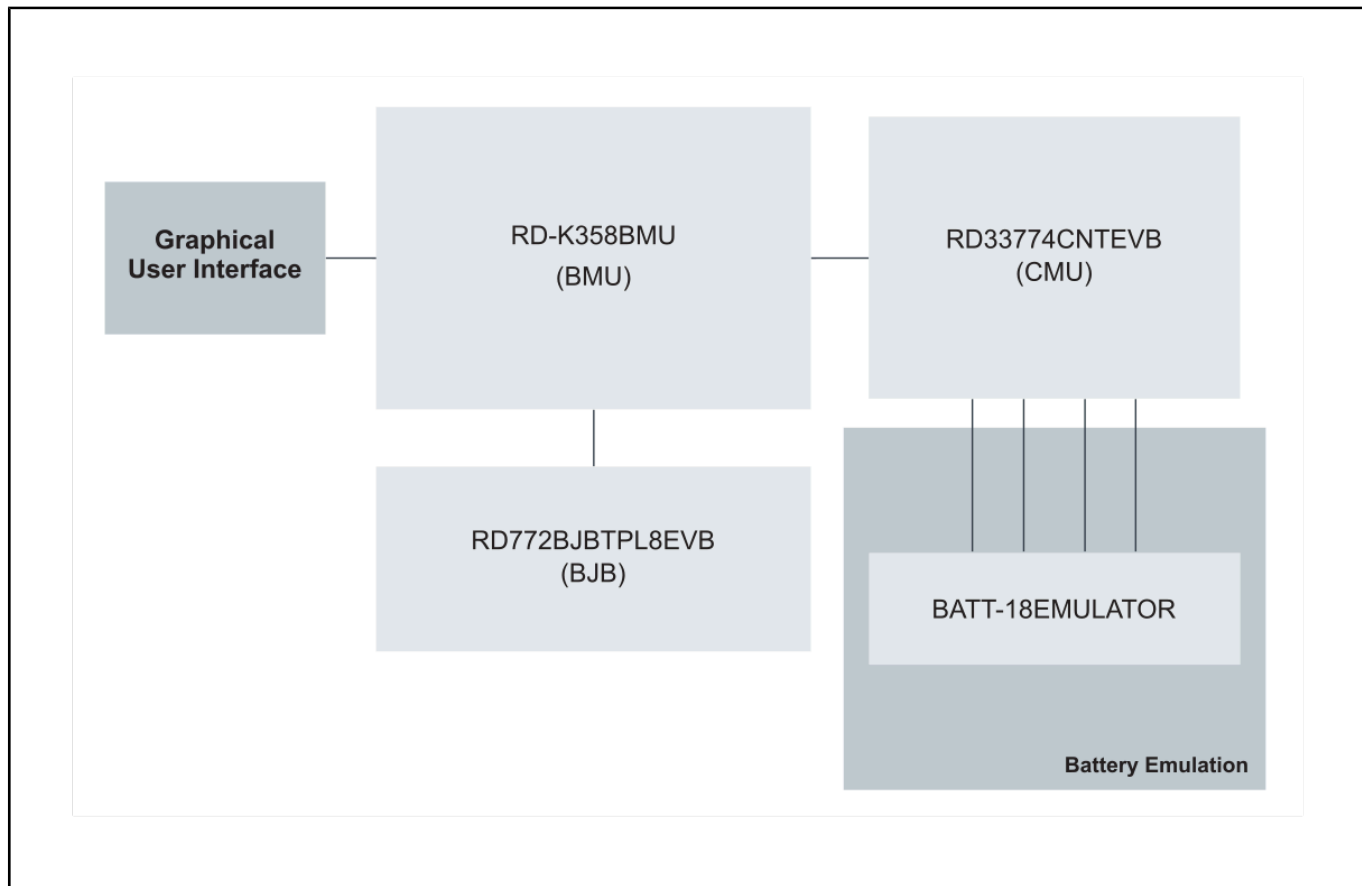 Graphical
User Interface
RD-K358BMU
(BMU)
RD33774CNTEVB
(CMU)
RD772BJBTPL8EVB
(BJB)
BATT-18EMULATOR
Battery Emulation